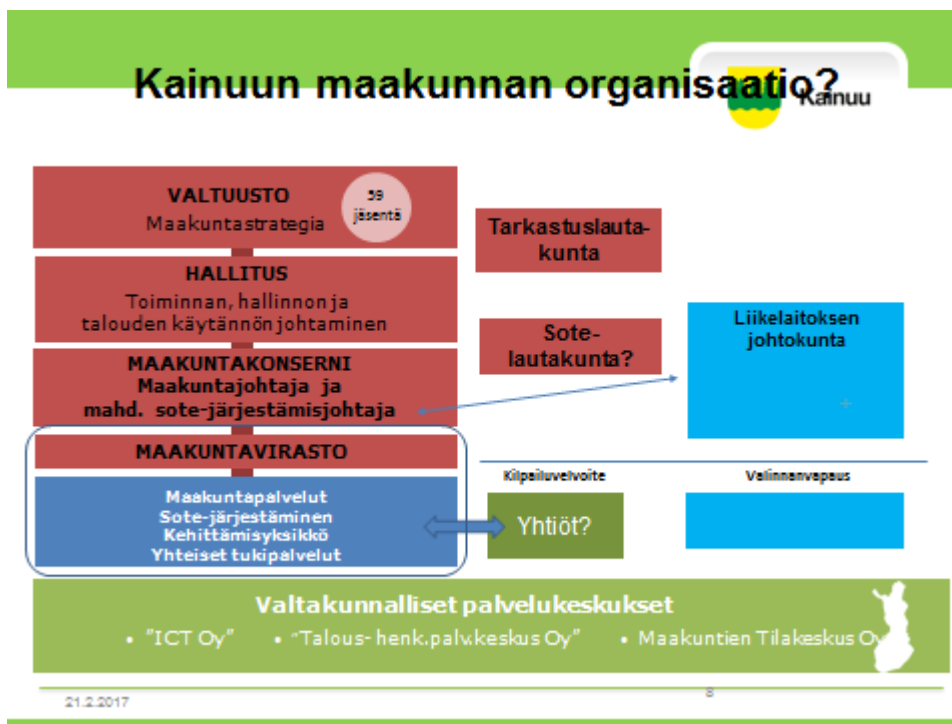 Kainuun maakunnan organisaatio?
Kainuu
VALTUUSTO
Maakuntastrategia
39
jäsentä
HALLITUS
Toiminnan, hallinnon ja
talouden käytännön johtaminen
MAAKUNTAKONSERNI
Maakuntajohtaja ja
mahd. sote-järjestämisjohtaja
MAAKUNTAVIRASTO
Maakuntapalvelut
Sote-järjestäminen
Kehittämisyksikkö
Yhteiset tukipalvelut
Tarkastuslauta-
kunta
Sote-
lautakunta?
Liikelaitoksen
johtokunta
Kilpailuvelvoite
Valinnanvapaus
Yhtiöt?
Valtakunnalliset palvelukeskukset
• "ICT Oy" • "Talous- henk.palv.keskus Oy" • Maakuntien Tilakeskus Oy
21.2.2017
8